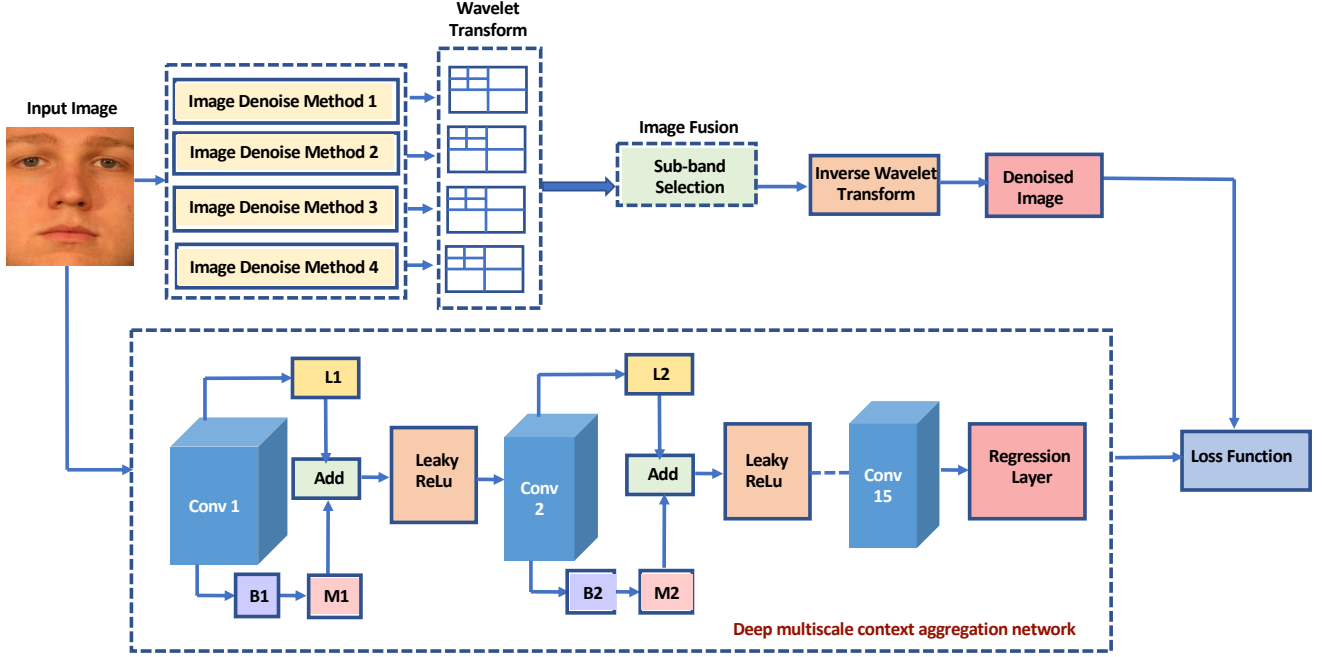 Wavelet
Transform
Input Image
Image Denoise Method 1
Image Denoise Method 2
Image Denoise Method 3
Image Denoise Method 4
Image Fusion
Sub-band
Selection
Inverse Wavelet
Transform
Denoised
Image
L1
Conv 1
Add
B1
M1
Leaky
ReLu
L2
Conv
2
Add
B2
M2
Leaky
ReLu
Conv
15
Regression
Layer
Loss Function
Deep multiscale context aggregation network